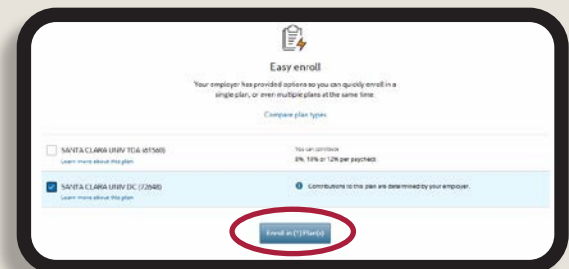 Easy enroll
Your employer has provided options so you can quickly enroll in a
single plan, or even multiple plans at the same time.
Compare plan types
SANTA CLARA UNIV TDA (61560)
Learn more about this plan
You can contribute
8%, 10% or 12% per paycheck
SANTA CLARA UNIV DC (72648)
Learn more about this plan
Contributions to this plan are determined by your employer.
Enroll in (1) Plan(s)